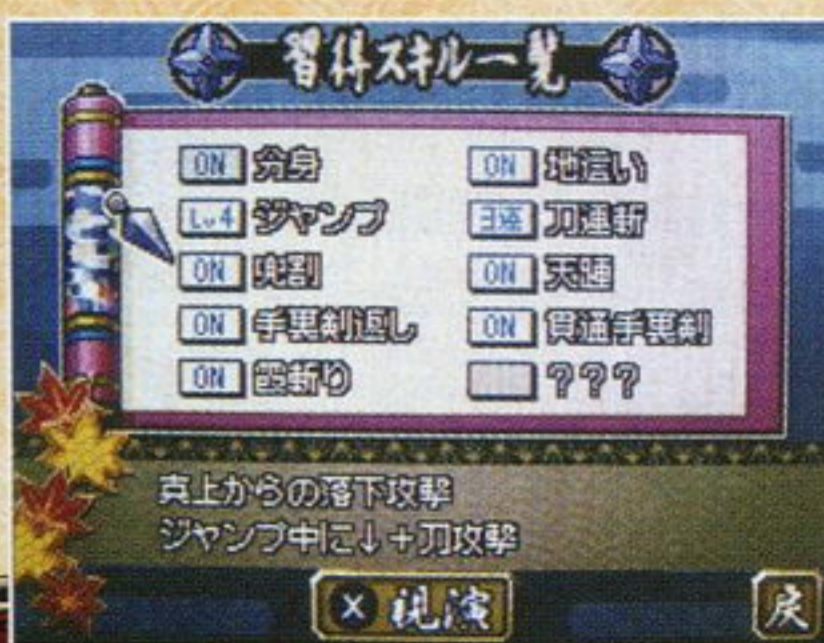 習得スキル一覧
ON 分身
ON 地這い
Lv4 ジャンプ
3連 刀連斬
ON 兜割
ON 天踵
ON 手裏剣返し
ON 貫通手裏剣
ON 霞斬り
？？？
真上からの落下攻撃
ジャンプ中に↓＋刀攻撃
X 視演
戻